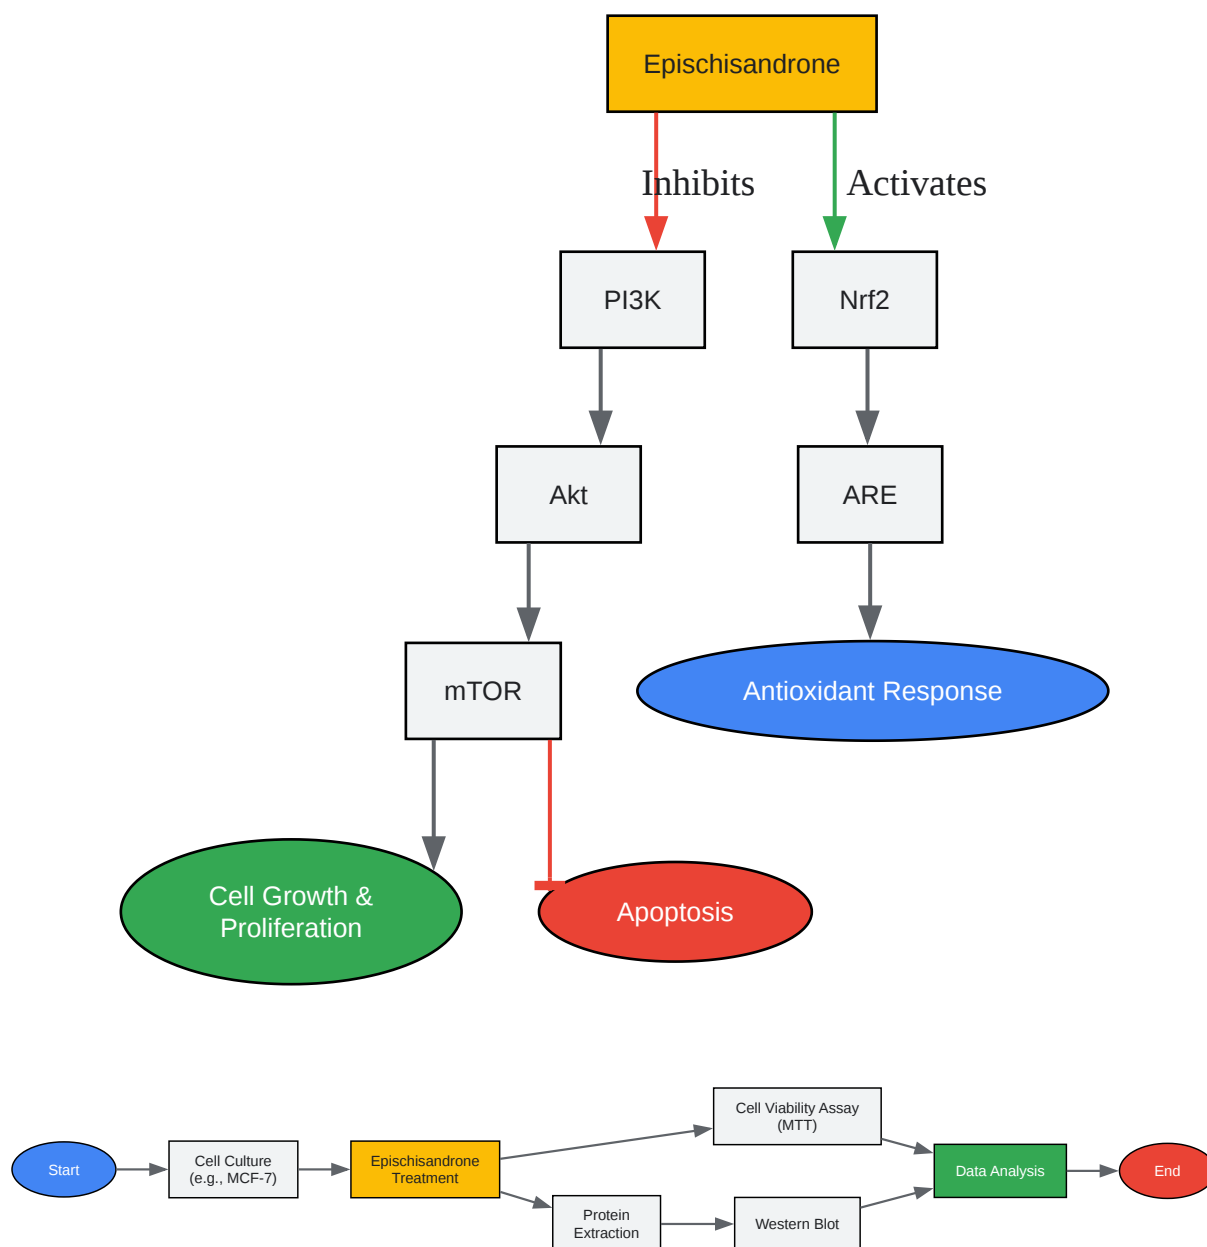 Epischisandrone
Inhibits
Activates
PI3K
Nrf2
Akt
ARE
mTOR
Antioxidant Response
Cell Growth &
Proliferation
Apoptosis
Start
Cell Culture
(e.g., MCF-7)
Epischisandrone
Treatment
Cell Viability Assay
(MTT)
Protein
Extraction
Western Blot
Data Analysis
End